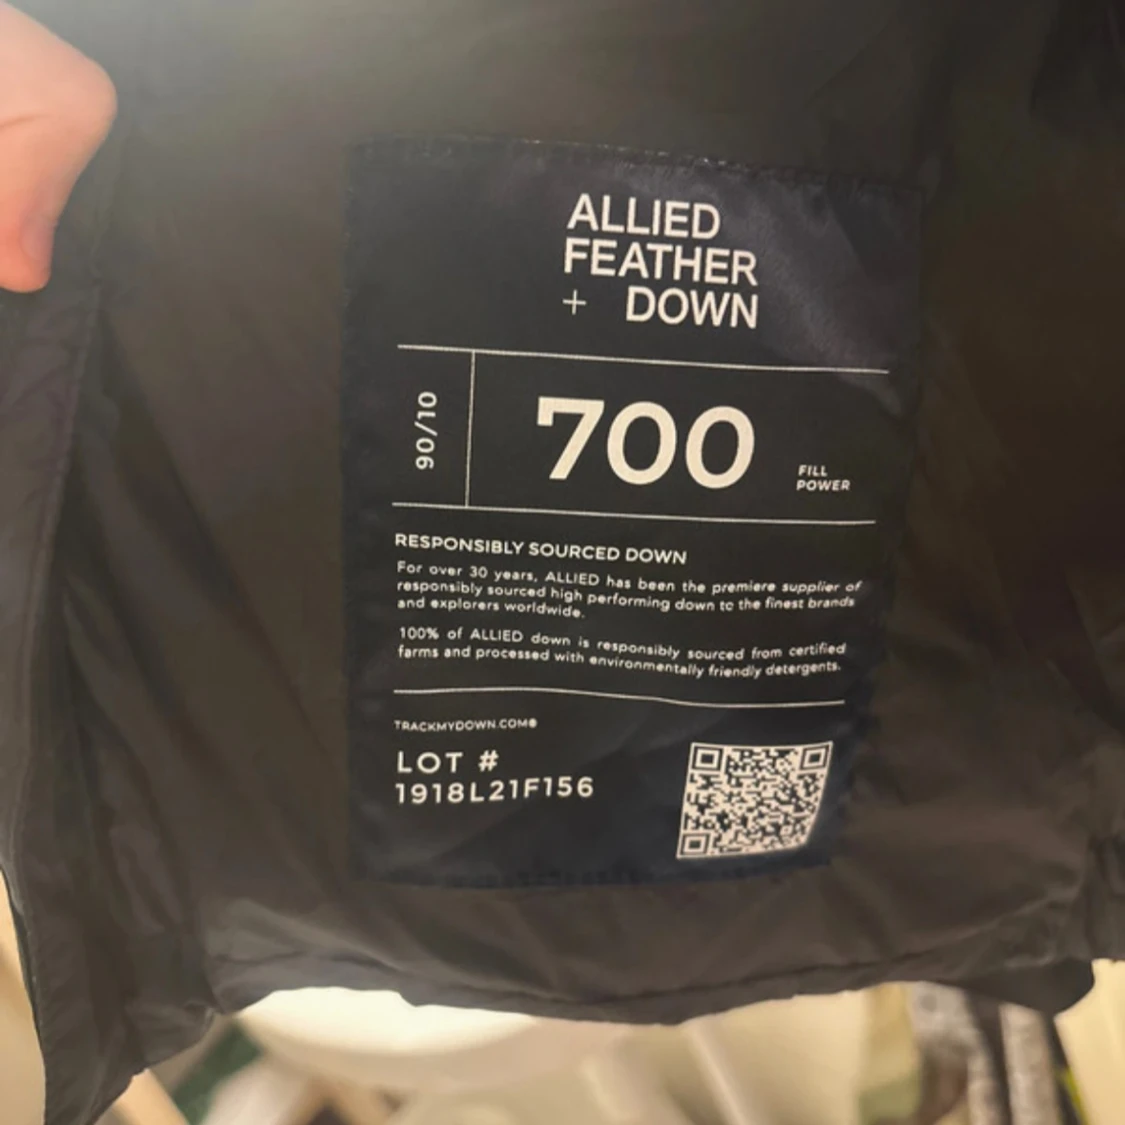 ALLIED
FEATHER
+ DOWN
90/10
700
FILL
POWER
RESPONSIBLY SOURCED DOWN
For over 30 years, ALLIED has been the premiere supplier of
responsibly sourced high performing down to the finest brands
and explorers worldwide.
100% of ALLIED down is responsibly sourced from certified
farms and processed with environmentally friendly detergents.
TRACKMYDOWN.COM®
LOT #
1918L21F156